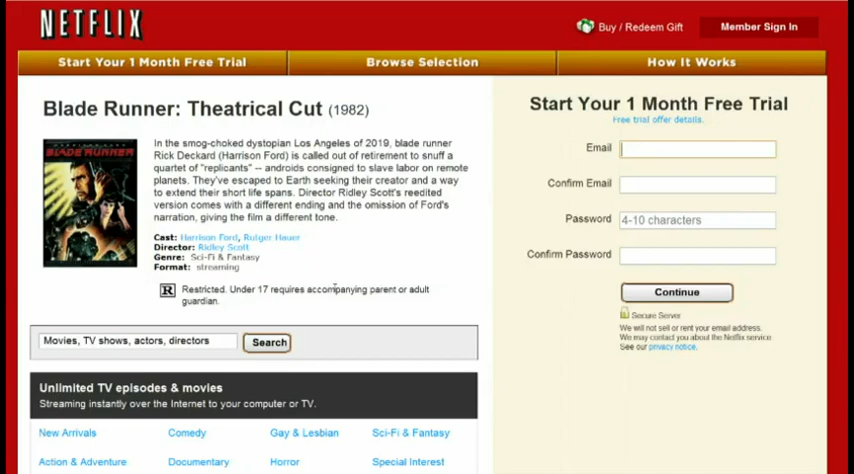 NETFLIX
Buy / Redeem Gift
Member Sign In
Start Your 1 Month Free Trial
Browse Selection
How It Works
Blade Runner: Theatrical Cut (1982)
BLADE RUNNER
In the smog-choked dystopian Los Angeles of 2019, blade runner
Rick Deckard (Harrison Ford) is called out of retirement to snuff a
quartet of "replicants" -- androids consigned to slave labor on remote
planets. They've escaped to Earth seeking their creator and a way
to extend their short life spans. Director Ridley Scott's reedited
version comes with a different ending and the omission of Ford's
narration, giving the film a different tone.
Cast: Harrison Ford, Rutger Hauer
Director: Ridley Scott
Genre: Sci-Fi & Fantasy
Format: streaming
R Restricted. Under 17 requires accompanying parent or adult
guardian.
Movies, TV shows, actors, directors
Search
Unlimited TV episodes & movies
Streaming instantly over the Internet to your computer or TV.
New Arrivals Comedy Gay & Lesbian Sci-Fi & Fantasy
Action & Adventure Documentary Horror Special Interest
Start Your 1 Month Free Trial
Free trial offer details.
Email
Confirm Email
Password 4-10 characters
Confirm Password
Continue
Secure Server
We will not sell or rent your email address.
We may contact you about the Netflix service.
See our privacy notice.